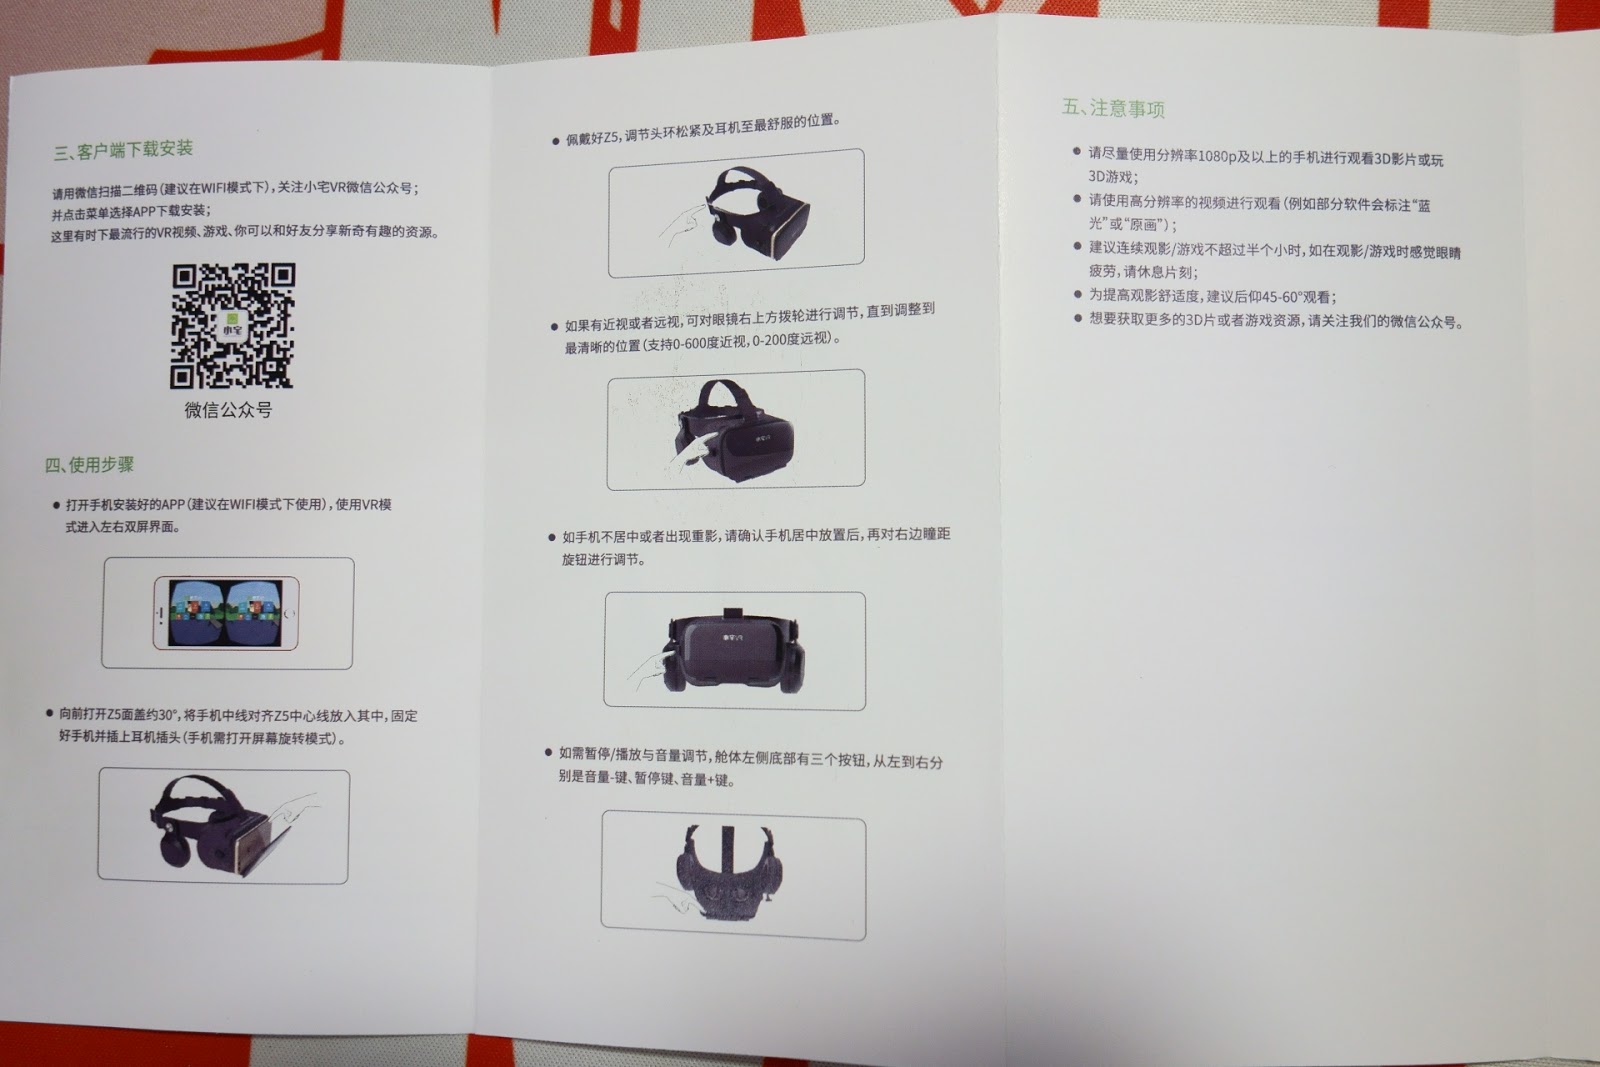 三、客户端下载安装
请用微信扫描二维码（建议在WIFI模式下），关注小宅VR微信公众号；
并点击菜单选择APP下载安装；
这里有时下最流行的VR视频、游戏、你可以和好友分享新奇有趣的资源。
小宅
微信公众号
四、使用步骤
● 打开手机安装好的APP（建议在WIFI模式下使用），使用VR模
式进入左右双屏界面。
● 向前打开Z5面盖约30°，将手机中线对齐Z5中心线放入其中，固定
好手机并插上耳机插头（手机需打开屏幕旋转模式）。
● 佩戴好Z5，调节头环松紧及耳机至最舒服的位置。
● 如果有近视或者远视，可对眼镜右上方拨轮进行调节，直到调整到
最清晰的位置（支持0-600度近视，0-200度远视）。
小宅VR
● 如手机不居中或者出现重影，请确认手机居中放置后，再对右边瞳距
旋钮进行调节。
小宅VR
● 如需暂停/播放与音量调节，舱体左侧底部有三个按钮，从左到右分
别是音量-键、暂停键、音量+键。
五、注意事项
● 请尽量使用分辨率1080p及以上的手机进行观看3D影片或玩
3D游戏；
● 请使用高分辨率的视频进行观看（例如部分软件会标注“蓝
光”或“原画”）；
● 建议连续观影/游戏不超过半个小时，如在观影/游戏时感觉眼睛
疲劳，请休息片刻；
● 为提高观影舒适度，建议后仰45-60°观看；
● 想要获取更多的3D片或者游戏资源，请关注我们的微信公众号。